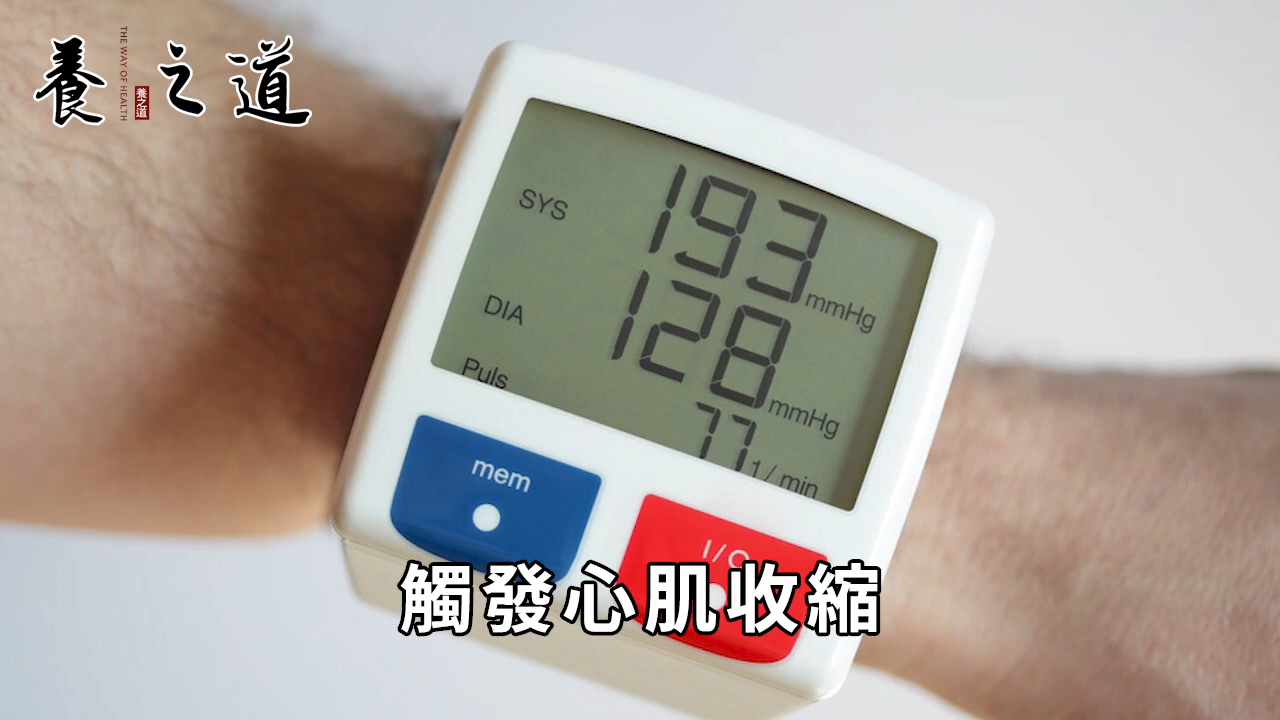 養之道
THE WAY OF HEALTH
養之道
SYS 193 mmHg
DIA 128 mmHg
Puls 77 1/min
mem
I/O
觸發心肌收縮